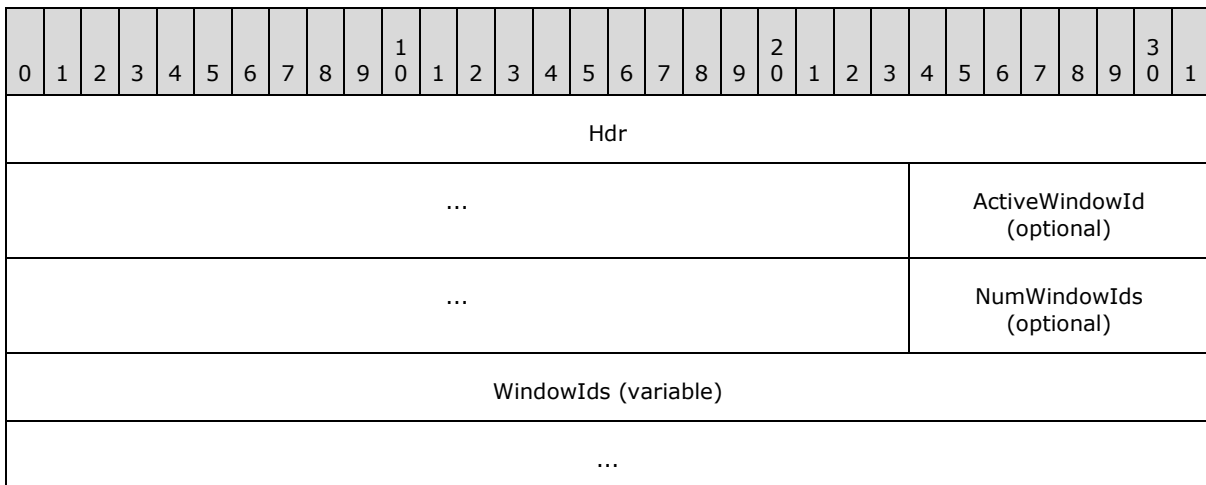 0 1 2 3 4 5 6 7 8 9 1 0 1 2 3 4 5 6 7 8 9 2 0 1 2 3 4 5 6 7 8 9 3 0 1
Hdr
... ActiveWindowId
(optional)
... NumWindowIds
(optional)
WindowIds (variable)
...